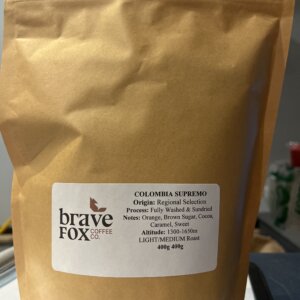 brave
FOX
COFFEE
CO.
COLOMBIA SUPREMO
Origin: Regional Selection
Process: Fully Washed & Sundried
Notes: Orange, Brown Sugar, Cocoa,
Caramel, Sweet
Altitude: 1300-1650m
LIGHT/MEDIUM Roast
400g 400g